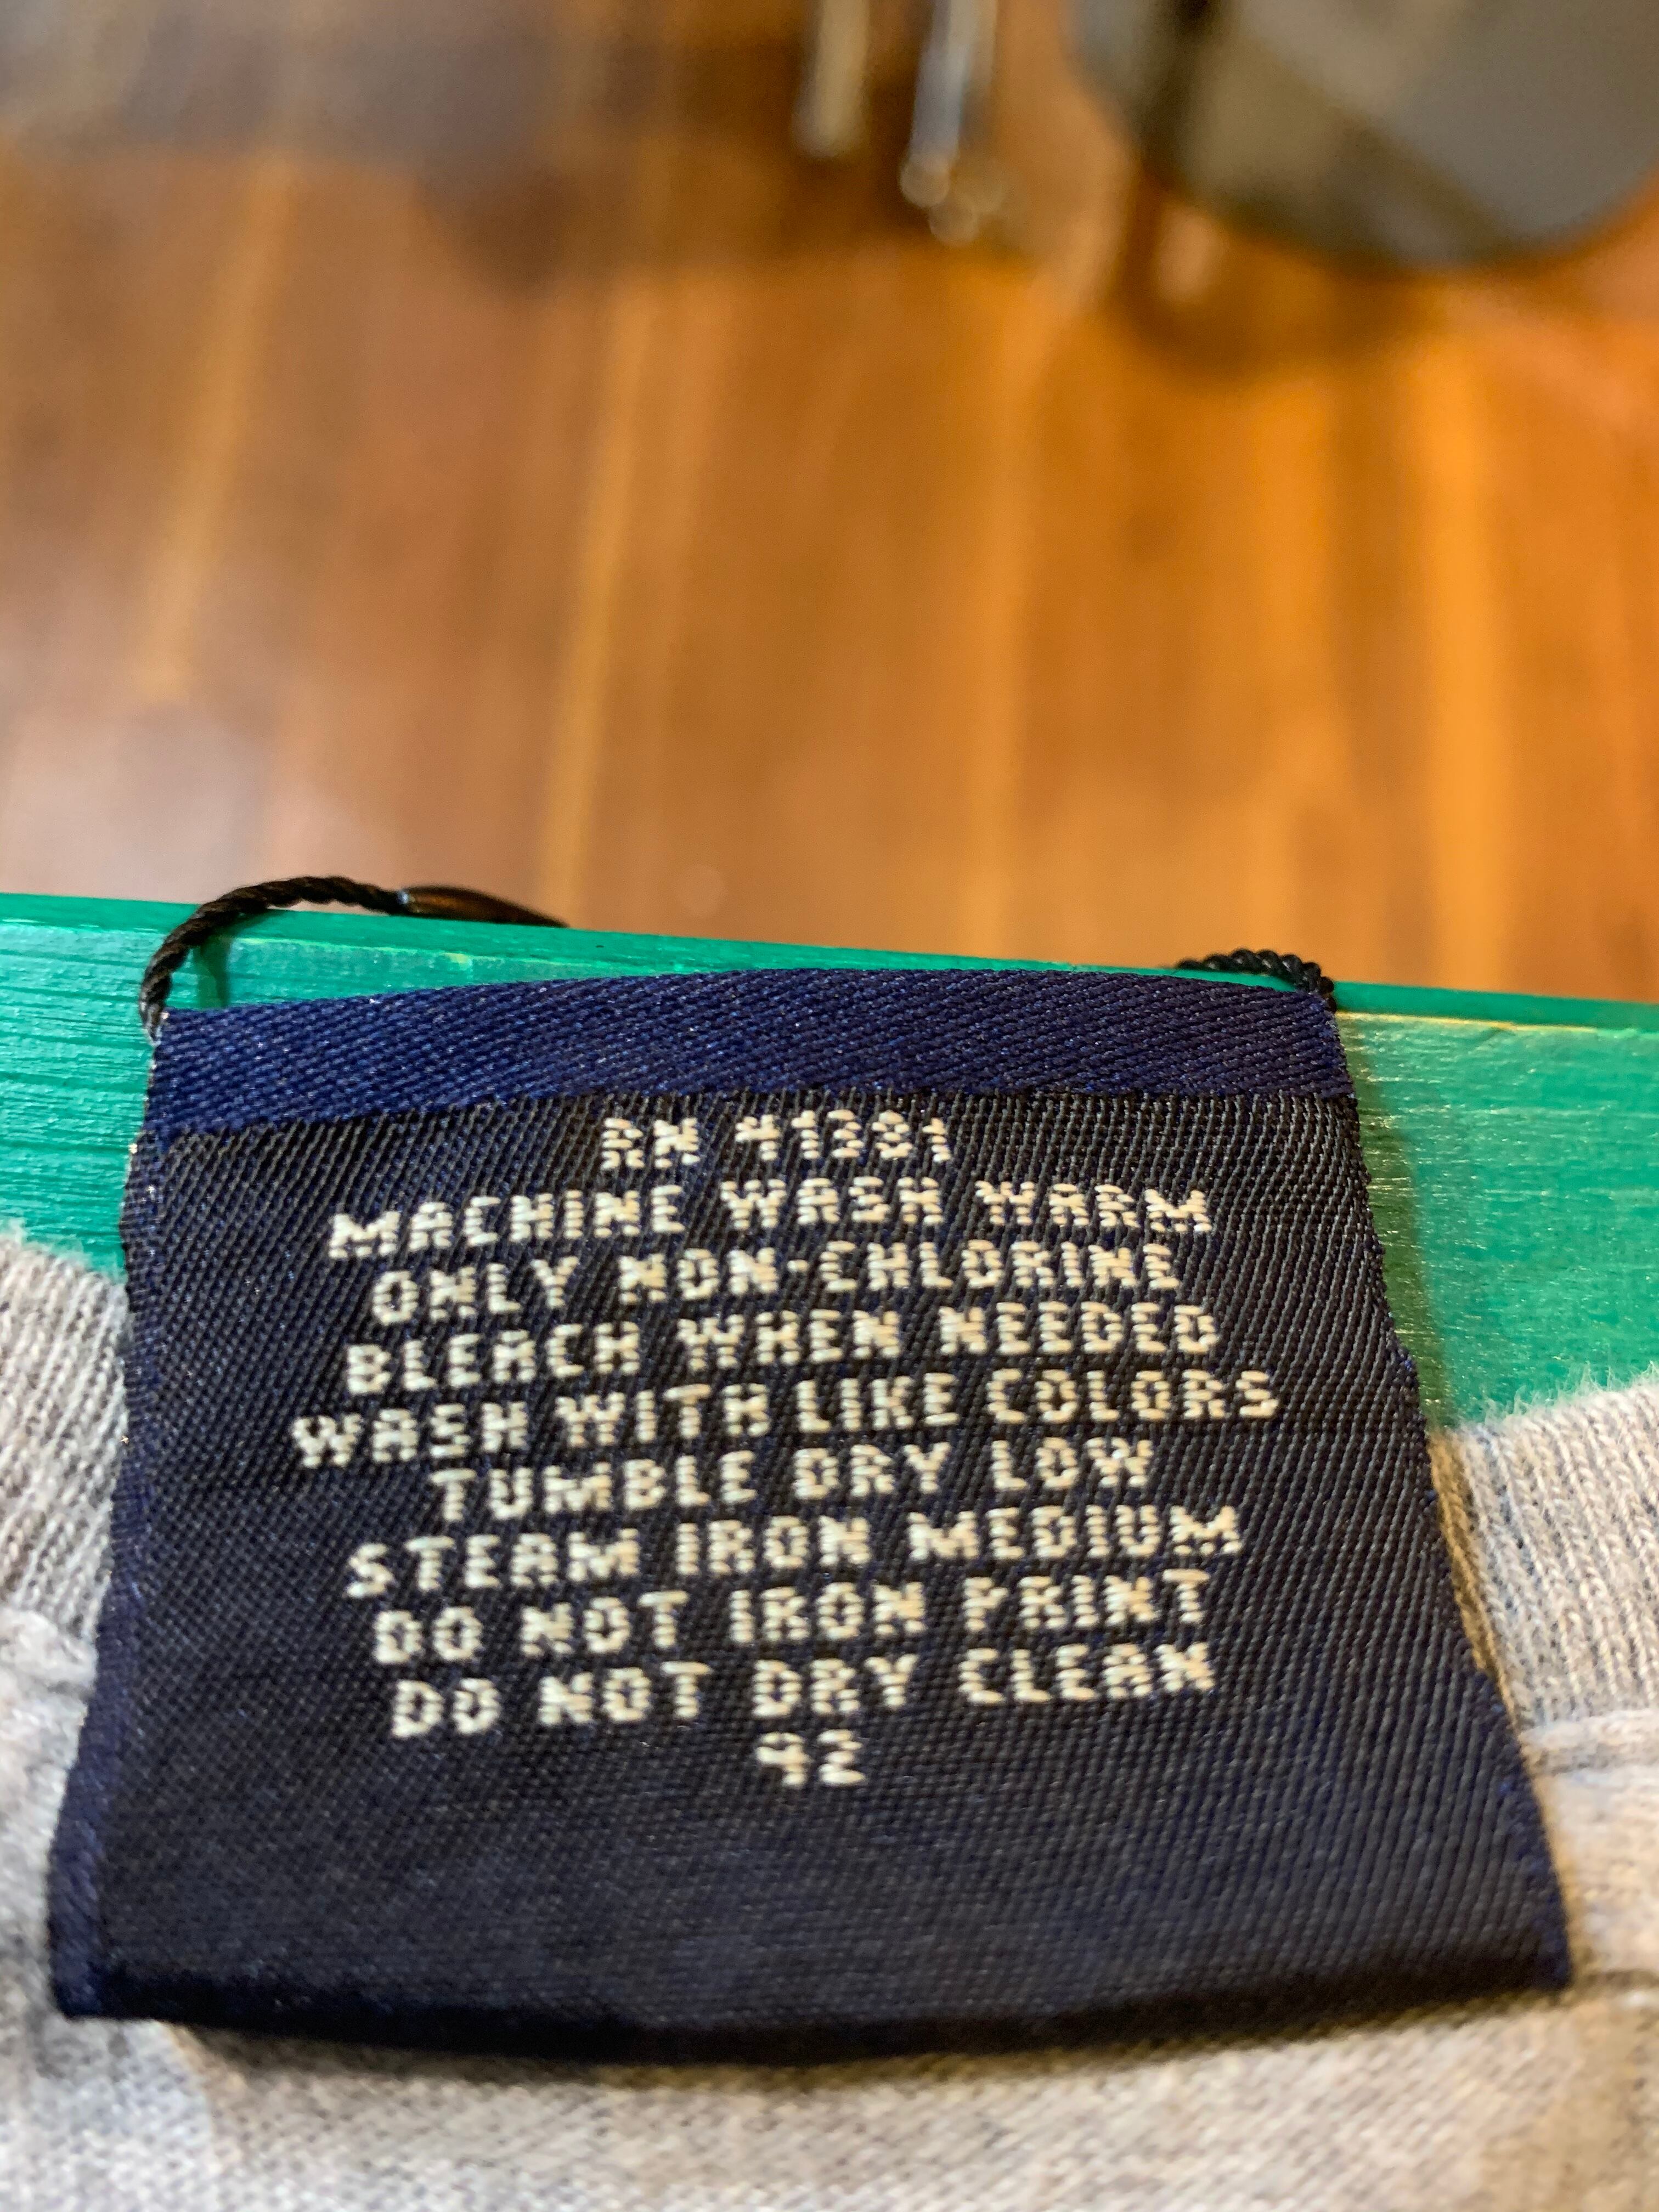 RN 41381
MACHINE WASH WARM
ONLY NON-CHLORINE
BLEACH WHEN NEEDED
WASH WITH LIKE COLORS
TUMBLE DRY LOW
STEAM IRON MEDIUM
DO NOT IRON PRINT
DO NOT DRY CLEAN
92